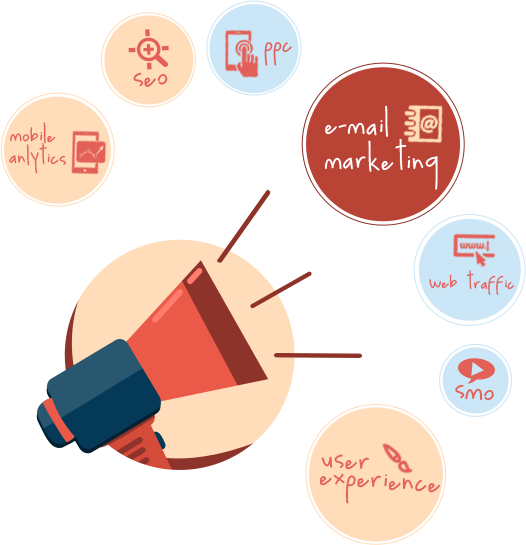 ppc
seo
e-mail
marketing
mobile
anlytics
web traffic
smo
user
experience